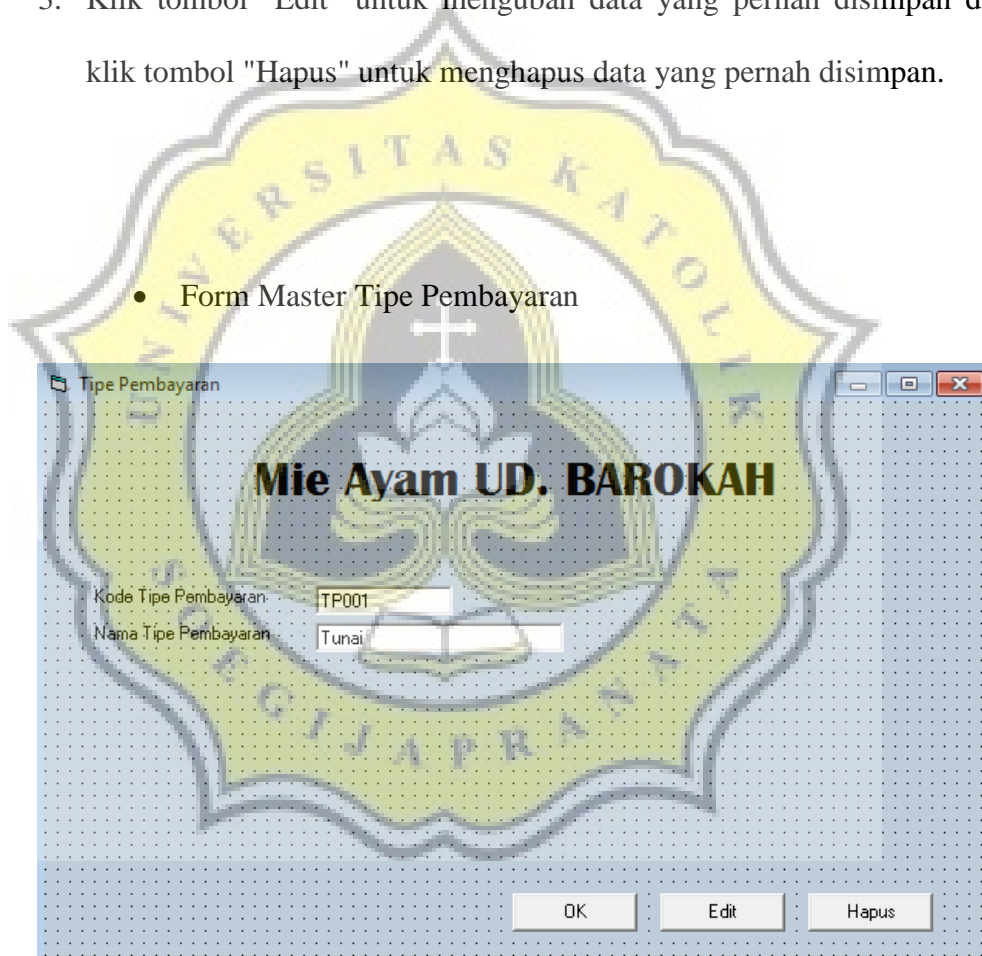 Klik tombol "Edit" untuk mengubah data yang pernah disimpan
klik tombol "Hapus" untuk menghapus data yang pernah disimpan.
UNIVERSITAS KATOLIK
• Form Master Tipe Pembayaran
Tipe Pembayaran
Mie Ayam UD. BAROKAH
Kode Tipe Pembayaran TP001
Nama Tipe Pembayaran Tunai
SOEGIJAPRANATA
OK Edit Hapus